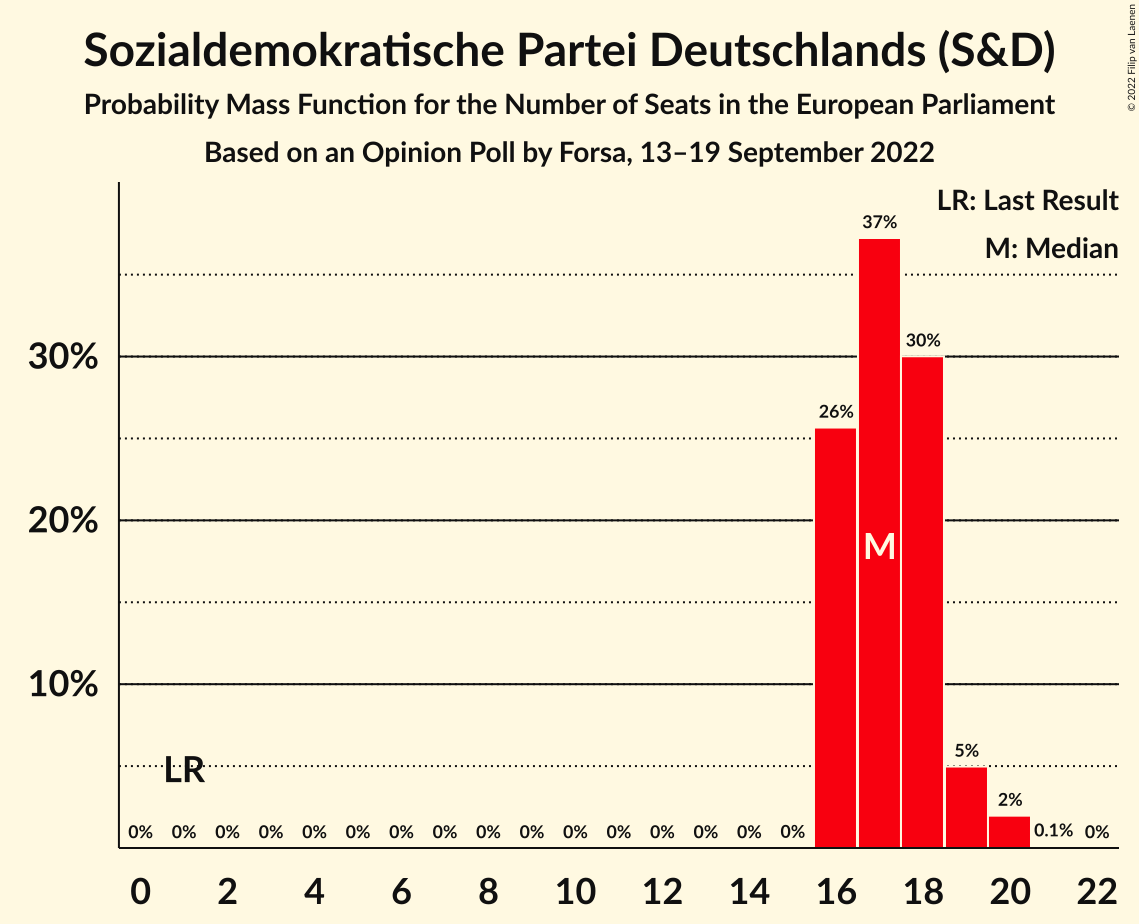 Sozialdemokratische Partei Deutschlands (S&D)
Probability Mass Function for the Number of Seats in the European Parliament
Based on an Opinion Poll by Forsa, 13–19 September 2022
© 2022 Filip van Laenen
LR: Last Result
M: Median
37%
30%
30%
26%
20%
M
10%
LR
5%
2%
0% 0% 0% 0% 0% 0% 0% 0% 0% 0% 0% 0% 0% 0% 0% 0% 0.1% 0%
0 2 4 6 8 10 12 14 16 18 20 22